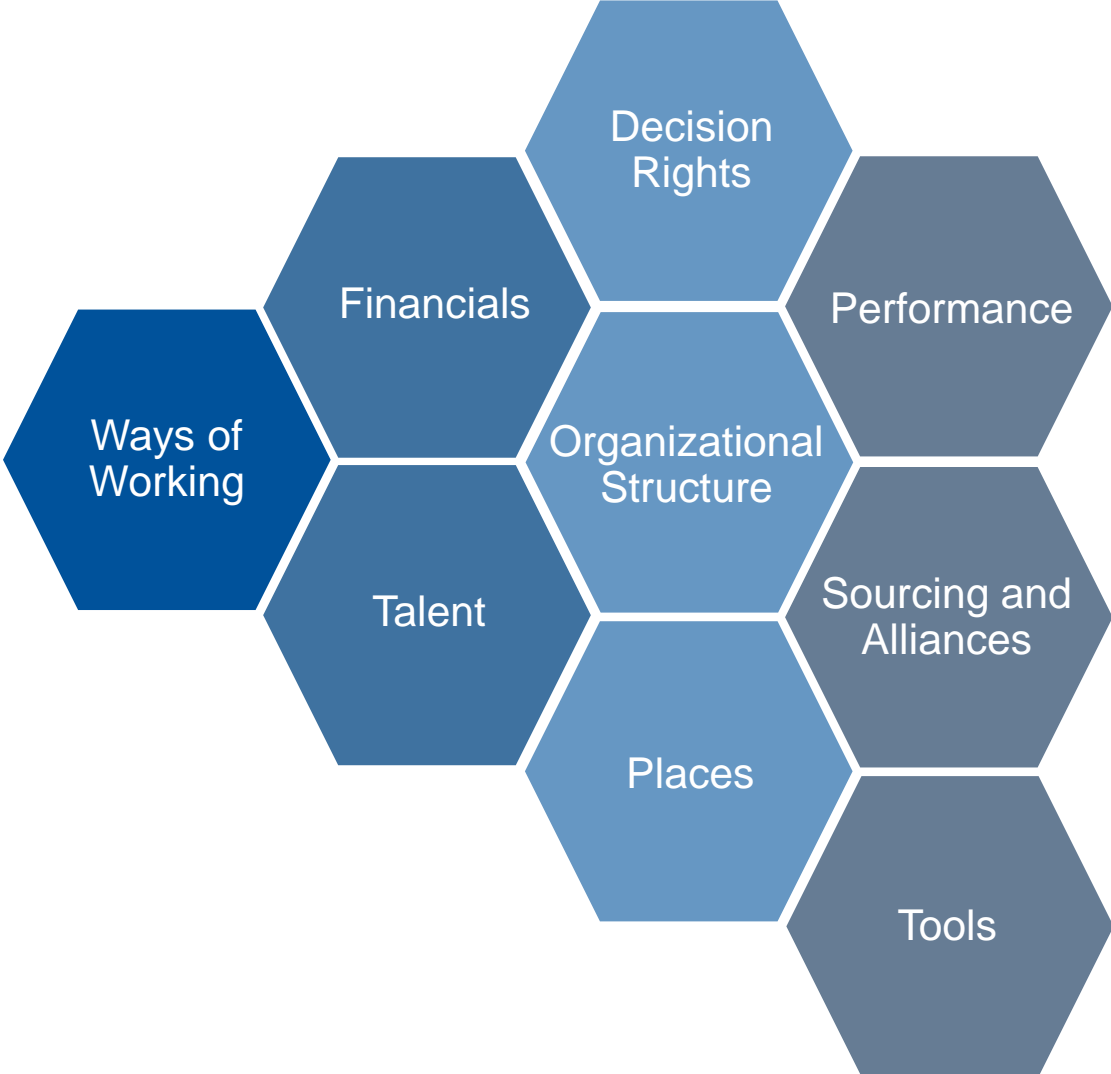 Decision
Rights
Financials
Performance
Ways of
Working
Organizational
Structure
Talent
Sourcing and
Alliances
Places
Tools